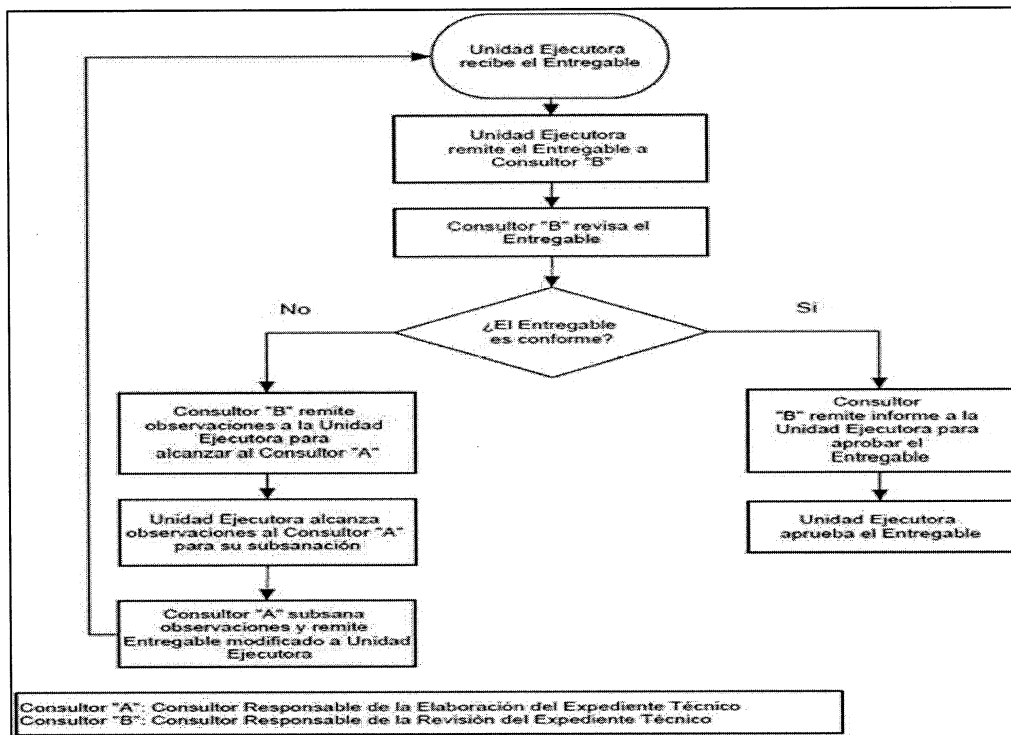 Unidad Ejecutora
recibe el Entregable
Unidad Ejecutora
remite el Entregable a
Consultor "B"
Consultor "B" revisa el
Entregable
¿El Entregable
es conforme?
No
Si
Consultor "B" remite
observaciones a la Unidad
Ejecutora para
alcanzar al Consultor "A"
Unidad Ejecutora alcanza
observaciones al Consultor "A"
para su subsanación
Consultor "A" subsana
observaciones y remite
Entregable modificado a Unidad
Ejecutora
Consultor
"B" remite informe a la
Unidad Ejecutora para
aprobar el
Entregable
Unidad Ejecutora
aprueba el Entregable
Consultor "A": Consultor Responsable de la Elaboración del Expediente Técnico
Consultor "B": Consultor Responsable de la Revisión del Expediente Técnico